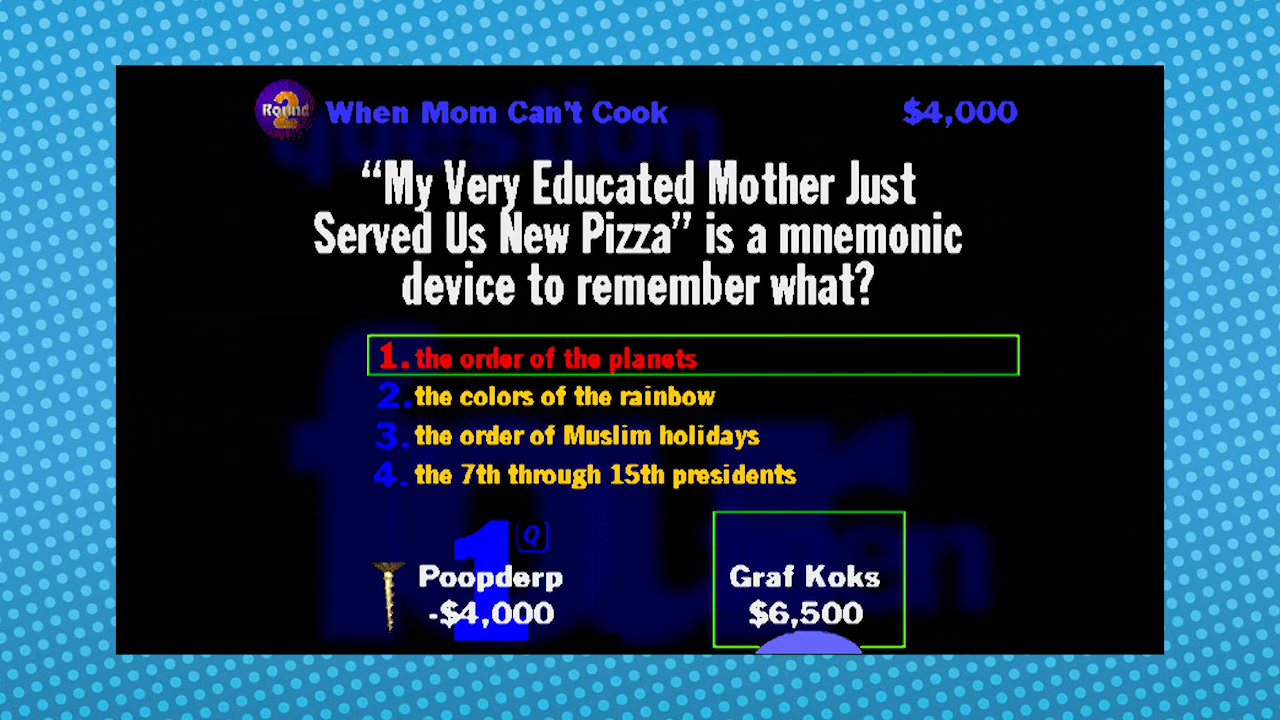 Round 2 When Mom Can't Cook $4,000
question
“My Very Educated Mother Just
Served Us New Pizza” is a mnemonic
device to remember what?
1. the order of the planets
2. the colors of the rainbow
3. the order of Muslim holidays
4. the 7th through 15th presidents
1 Q
Poopderp Graf Koks
-$4,000 $6,500